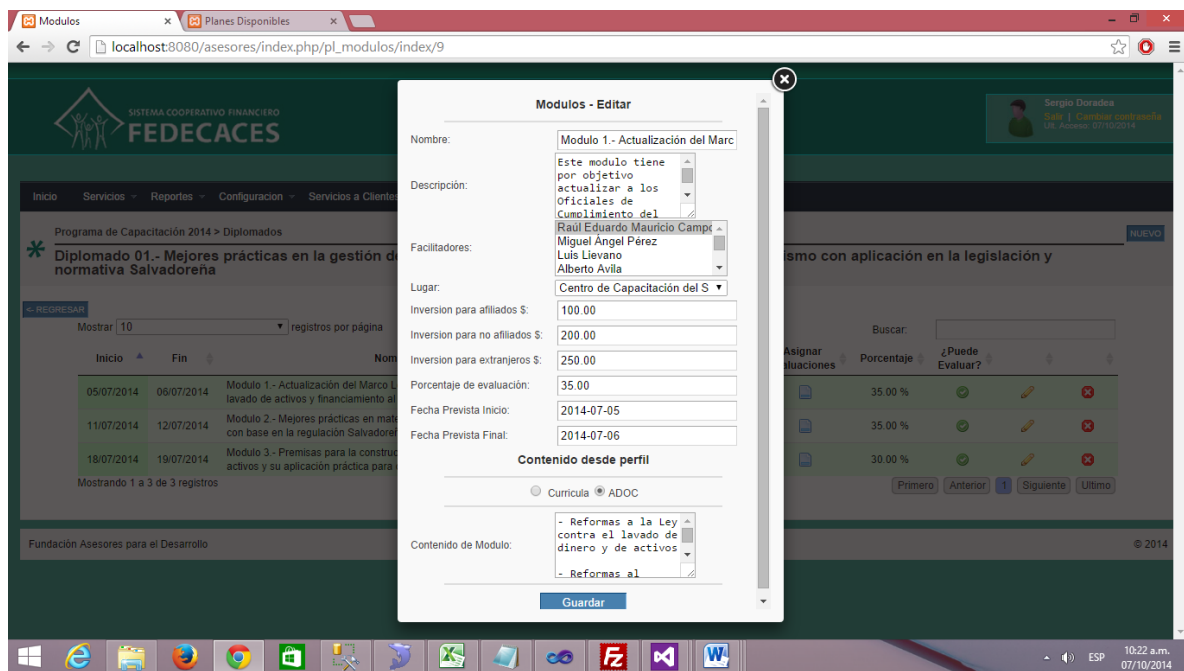 Modulos
Planes Disponibles
localhost:8080/asesores/index.php/pl_modulos/index/9
SISTEMA COOPERATIVO FINANCIERO
FEDECACES
Sergio Doradea
Salir | Cambiar contraseña
Ult. Acceso: 07/10/2014
Inicio Servicios Reportes Configuracion Servicios a Clientes
Programa de Capacitación 2014 > Diplomados
NUEVO
Diplomado 01.- Mejores prácticas en la gestión de
ismo con aplicación en la legislación y
normativa Salvadoreña
<- REGRESAR
Mostrar 10 registros por página
Buscar:
Inicio Fin Nom
Asignar
aluaciones
Porcentaje
¿Puede
Evaluar?
05/07/2014 06/07/2014 Modulo 1.- Actualización del Marco L
lavado de activos y financiamiento al
35.00 %
11/07/2014 12/07/2014 Modulo 2.- Mejores prácticas en mate
con base en la regulación Salvadoreñ
35.00 %
18/07/2014 19/07/2014 Modulo 3.- Premisas para la construc
activos y su aplicación práctica para
30.00 %
Mostrando 1 a 3 de 3 registros
Primero Anterior 1 Siguiente Ultimo
Fundación Asesores para el Desarrollo
© 2014
Modulos - Editar
Nombre: Modulo 1.- Actualización del Marc
Descripción:
Este modulo tiene
por objetivo
actualizar a los
Oficiales de
Cumplimiento del
Facilitadores:
Raúl Eduardo Mauricio Campo
Miguel Ángel Pérez
Luis Lievano
Alberto Avila
Lugar: Centro de Capacitación del S
Inversion para afiliados $: 100.00
Inversion para no afiliados $: 200.00
Inversion para extranjeros $: 250.00
Porcentaje de evaluación: 35.00
Fecha Prevista Inicio: 2014-07-05
Fecha Prevista Final: 2014-07-06
Contenido desde perfil
Curricula ADOC
Contenido de Modulo:
- Reformas a la Ley
contra el lavado de
dinero y de activos
- Reformas al
Guardar
ESP
10:22 a.m.
07/10/2014